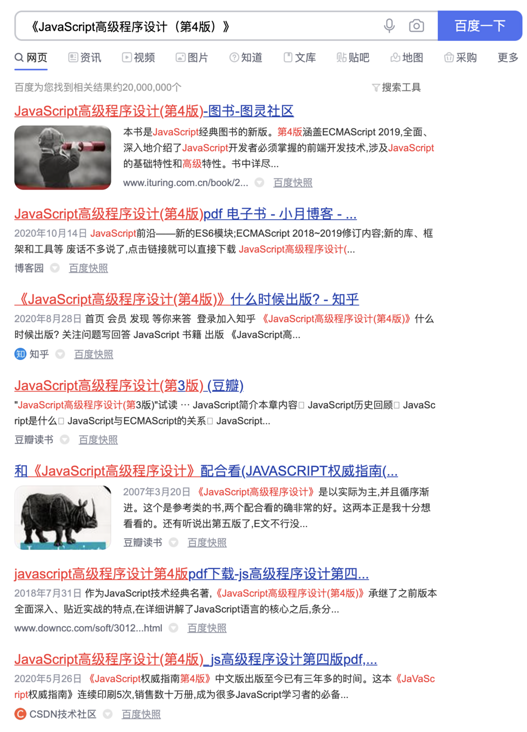 《JavaScript高级程序设计（第4版）》
百度一下
网页 资讯 视频 图片 知道 文库 贴吧 地图 采购 更多
百度为您找到相关结果约20,000,000个
搜索工具
JavaScript高级程序设计(第4版)-图书-图灵社区
本书是JavaScript经典图书的新版。第4版涵盖ECMAScript 2019,全面、
深入地介绍了JavaScript开发者必须掌握的前端开发技术,涉及JavaScript
的基础特性和高级特性。书中详尽...
www.ituring.com.cn/book/2... 百度快照
JavaScript高级程序设计(第4版)pdf 电子书 - 小月博客 - ...
2020年10月14日 JavaScript前沿——新的ES6模块;ECMAScript 2018~2019修订内容;新的库、框
架和工具等 废话不多说了,点击链接就可以直接下载 JavaScript高级程序设计(...
博客园 百度快照
《JavaScript高级程序设计(第4版)》什么时候出版? - 知乎
2020年8月28日 首页 会员 发现 等你来答 登录加入知乎 《JavaScript高级程序设计(第4版)》什么
时候出版? 关注问题写回答 JavaScript 书籍 出版 《JavaScript高...
知 知乎 百度快照
JavaScript高级程序设计(第3版) (豆瓣)
"JavaScript高级程序设计(第3版)"试读 ··· JavaScript简介本章内容□ JavaScript历史回顾□ JavaSc
ript是什么□ JavaScript与ECMAScript的关系□ JavaScript...
豆瓣读书 百度快照
和《JavaScript高级程序设计》配合看(JAVASCRIPT权威指南(...
2007年3月20日 《JavaScript高级程序设计》是以实际为主,并且循序渐
进。这个是参考类的书,两个配合看的确非常的好。这两本正是我十分想
看看的。还有听说出第五版了,E文不行没...
豆瓣读书 百度快照
javascript高级程序设计第4版pdf下载-js高级程序设计第四...
2018年7月31日 作为JavaScript技术经典名著,《JavaScript高级程序设计(第4版)》承继了之前版本
全面深入、贴近实战的特点,在详细讲解了JavaScript语言的核心之后,条分...
www.downcc.com/soft/3012...html 百度快照
JavaScript高级程序设计(第4版)_js高级程序设计第四版pdf,...
2020年5月26日 《JavaScript权威指南第4版》中文版出版至今已有三年多的时间。这本《JavaSc
ript权威指南》连续印刷5次,销售数十万册,成为很多JavaScript学习者的必备...
C CSDN技术社区 百度快照